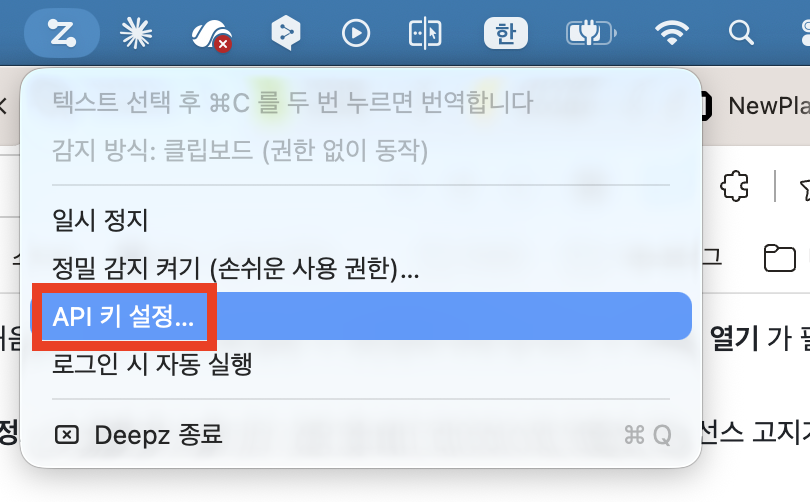 한
NewPla
텍스트 선택 후 ⌘C 를 두 번 누르면 번역합니다
감지 방식: 클립보드 (권한 없이 동작)
일시 정지
정밀 감지 켜기 (손쉬운 사용 권한)...
API 키 설정...
열기 가
로그인 시 자동 실행
Deepz 종료 ⌘ Q
선스 고지